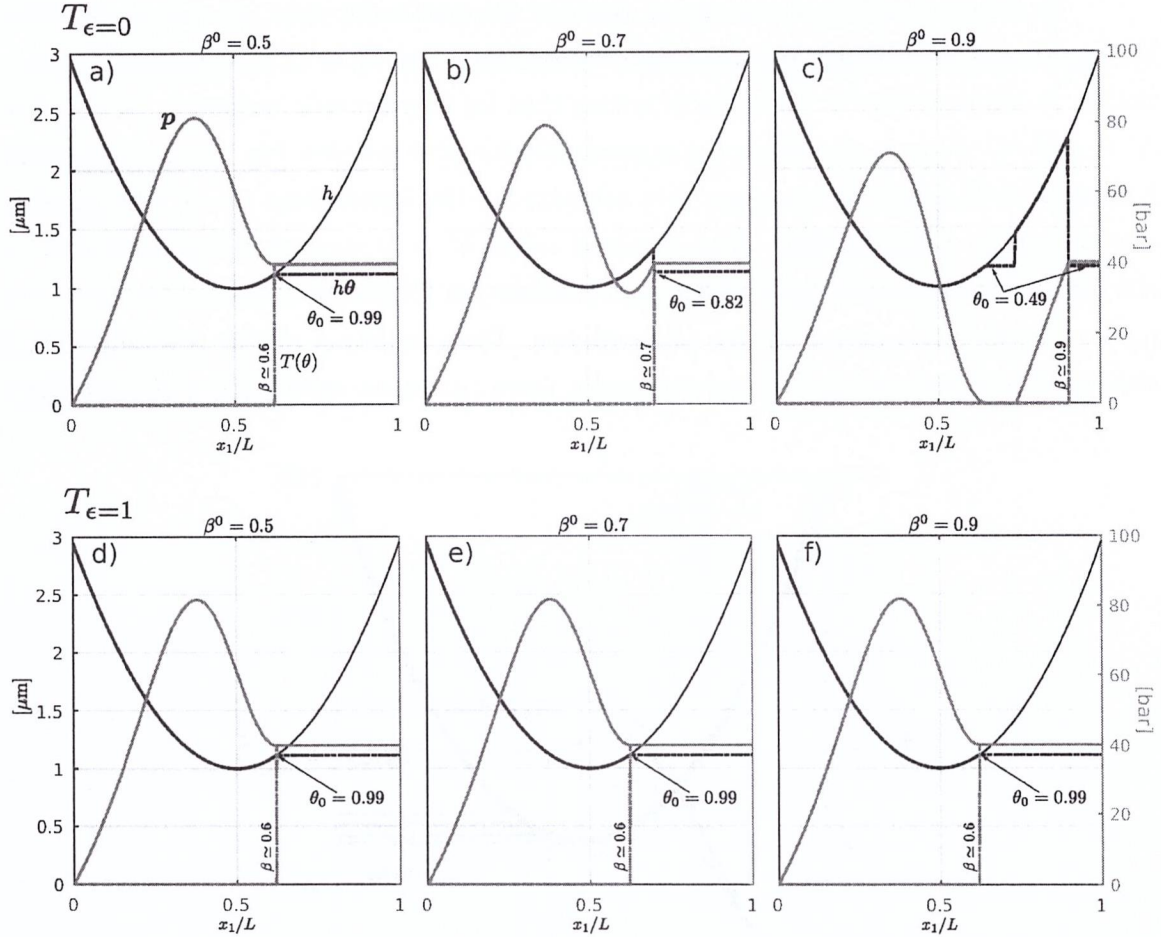 T_{ϵ=0}
β⁰ = 0.5
β⁰ = 0.7
β⁰ = 0.9
a)
b)
c)
3
2.5
2
1.5
1
0.5
0
[μm]
p
h
hθ
θ₀ = 0.99
β ≃ 0.6
T(θ)
0
0.5
1
x₁/L
θ₀ = 0.82
β ≃ 0.7
0
0.5
1
x₁/L
θ₀ = 0.49
β ≃ 0.9
0
0.5
1
x₁/L
100
80
60
40
20
0
[bar]
T_{ϵ=1}
β⁰ = 0.5
β⁰ = 0.7
β⁰ = 0.9
d)
e)
f)
3
2.5
2
1.5
1
0.5
0
[μm]
θ₀ = 0.99
β ≃ 0.6
0
0.5
1
x₁/L
θ₀ = 0.99
β ≃ 0.6
0
0.5
1
x₁/L
θ₀ = 0.99
β ≃ 0.6
0
0.5
1
x₁/L
100
80
60
40
20
0
[bar]